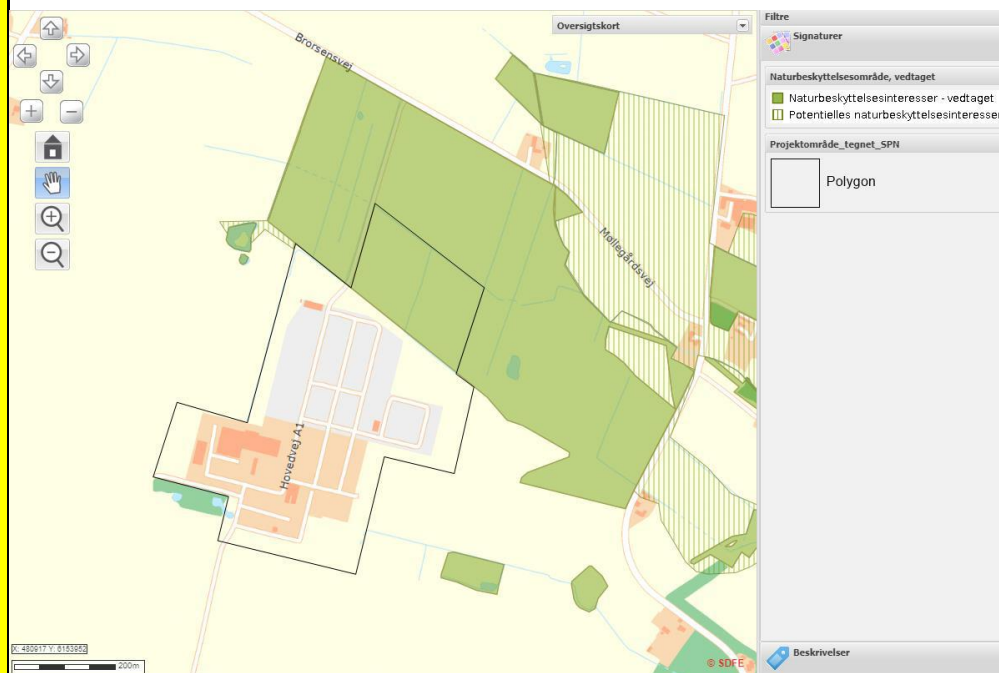 Oversigtskort
Brorsensvej
Møllegårdsvej
Hovedvej A1
X: 480917 Y: 6153952
200m
© SDFE
Filtre
Signaturer
Naturbeskyttelsesområde, vedtaget
Naturbeskyttelsesinteresser - vedtaget
Potentielles naturbeskyttelsesinteresser
Projektområde_tegnet_SPN
Polygon
Beskrivelser